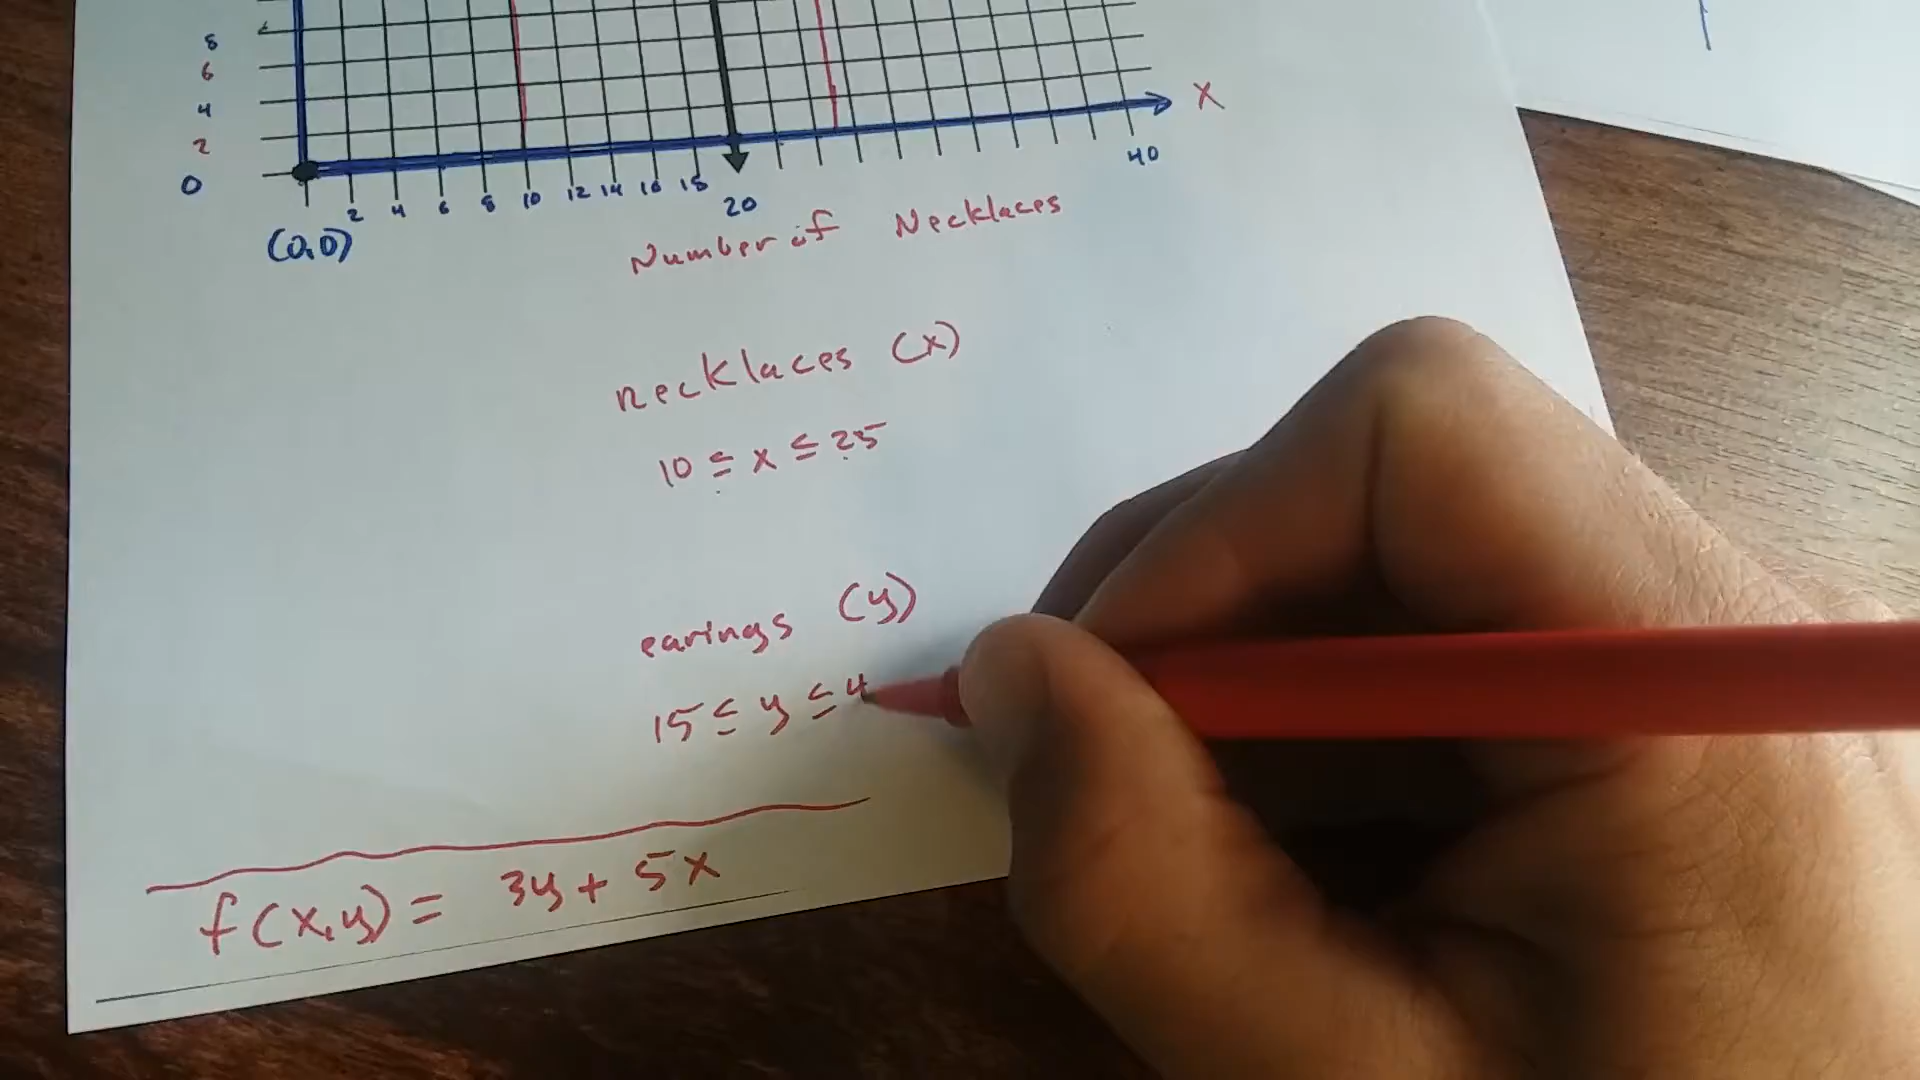 8
6
4
2
0
X
2 4 6 8 10 12 14 16 18 20 40
(0,0)
Number of Necklaces
necklaces (x)
10 ≤ x ≤ 25
earings (y)
15 ≤ y ≤ 4
f(x,y) = 3y + 5x